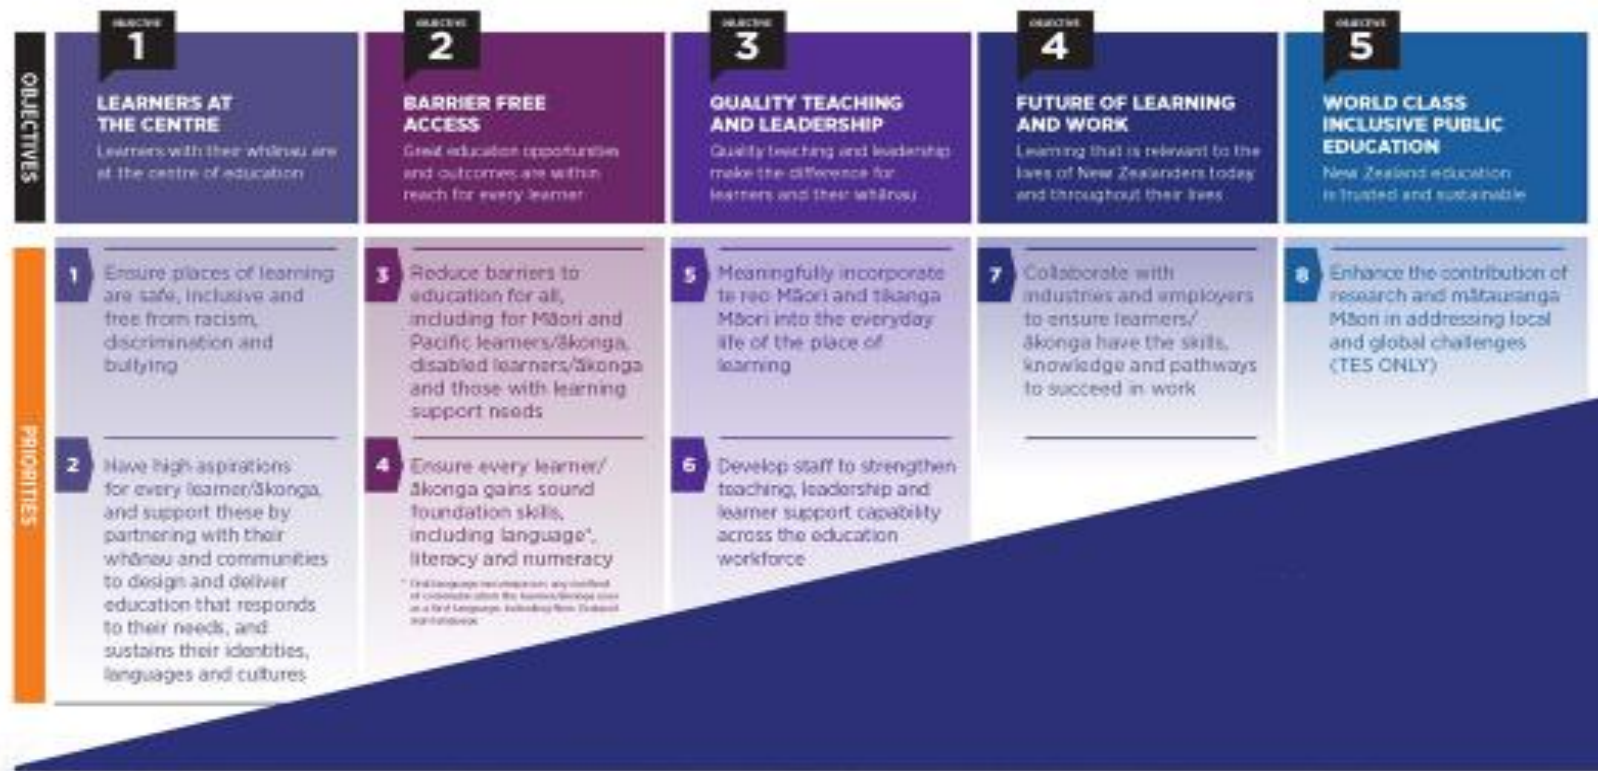 OBJECTIVES
OBJECTIVE
1
LEARNERS AT
THE CENTRE
Learners with their whānau are
at the centre of education
OBJECTIVE
2
BARRIER FREE
ACCESS
Great education opportunities
and outcomes are within
reach for every learner
OBJECTIVE
3
QUALITY TEACHING
AND LEADERSHIP
Quality teaching and leadership
make the difference for
learners and their whānau
OBJECTIVE
4
FUTURE OF LEARNING
AND WORK
Learning that is relevant to the
lives of New Zealanders today
and throughout their lives
OBJECTIVE
5
WORLD CLASS
INCLUSIVE PUBLIC
EDUCATION
New Zealand education
is trusted and sustainable
PRIORITIES
1
Ensure places of learning
are safe, inclusive and
free from racism,
discrimination and
bullying
2
Have high aspirations
for every learner/ākonga,
and support these by
partnering with their
whānau and communities
to design and deliver
education that responds
to their needs, and
sustains their identities,
languages and cultures
3
Reduce barriers to
education for all,
including for Māori and
Pacific learners/ākonga,
disabled learners/ākonga
and those with learning
support needs
4
Ensure every learner/
ākonga gains sound
foundation skills,
including language*,
literacy and numeracy
5
Meaningfully incorporate
te reo Māori and tikanga
Māori into the everyday
life of the place of
learning
6
Develop staff to strengthen
teaching, leadership and
learner support capability
across the education
workforce
7
Collaborate with
industries and employers
to ensure learners/
ākonga have the skills,
knowledge and pathways
to succeed in work
8
Enhance the contribution of
research and mātauranga
Māori in addressing local
and global challenges
(TES ONLY)